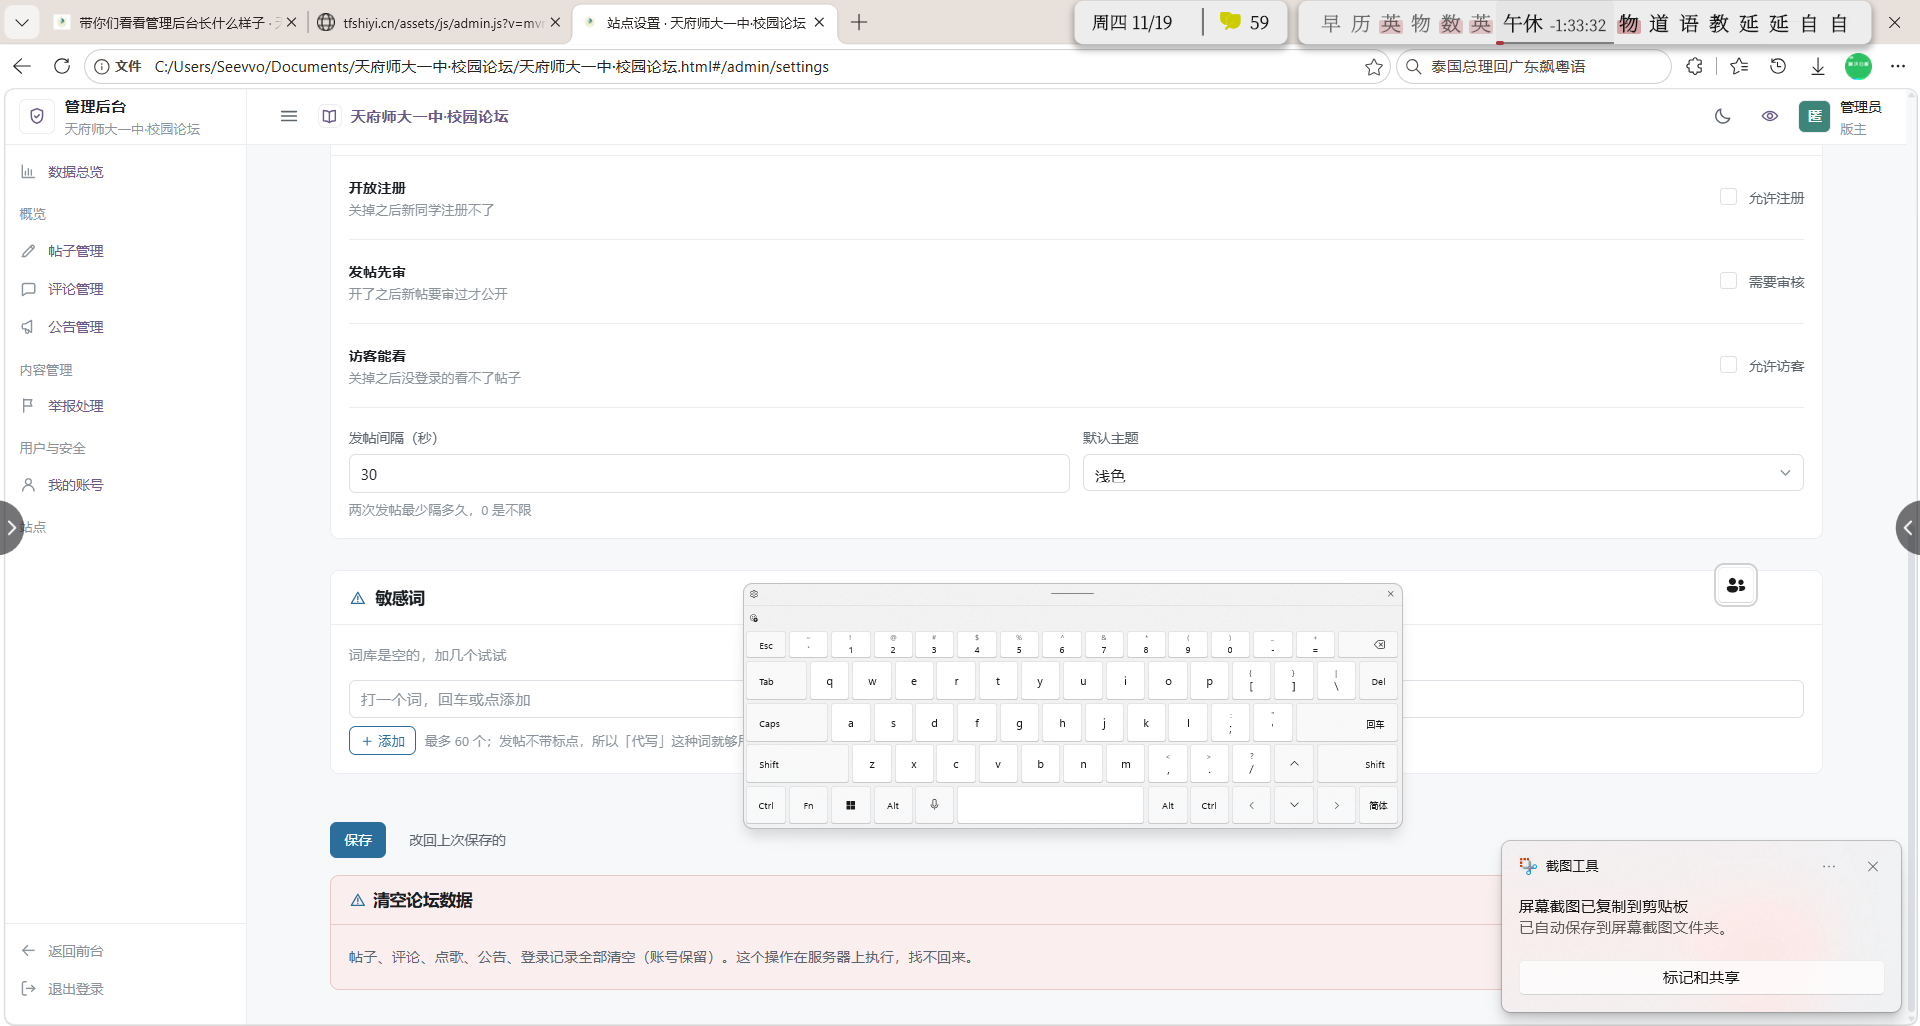 带你们看看管理后台长什么样子 · 天
tfshiyi.cn/assets/js/admin.js?v=mv
站点设置 · 天府师大一中·校园论坛
周四 11/19
59
早 历 英 物 数 英 午休 -1:33:32 物 道 语 教 延 延 自 自
文件
C:/Users/Seevvo/Documents/天府师大一中·校园论坛/天府师大一中·校园论坛.html#/admin/settings
泰国总理回广东飙粤语
管理后台
天府师大一中·校园论坛
天府师大一中·校园论坛
匿
管理员
版主
数据总览
概览
帖子管理
评论管理
公告管理
内容管理
举报处理
用户与安全
我的账号
站点
返回前台
退出登录
开放注册
关掉之后新同学注册不了
允许注册
发帖先审
开了之后新帖要审过才公开
需要审核
访客能看
关掉之后没登录的看不了帖子
允许访客
发帖间隔（秒）
默认主题
30
浅色
两次发帖最少隔多久，0 是不限
敏感词
词库是空的，加几个试试
打一个词，回车或点添加
+ 添加
最多 60 个；发帖不带标点，所以「代写」这种词就够
保存
改回上次保存的
清空论坛数据
帖子、评论、点歌、公告、登录记录全部清空（账号保留）。这个操作在服务器上执行，找不回来。
Esc ~ ` ! 1 @ 2 # 3 $ 4 % 5 ^ 6 & 7 * 8 ( 9 ) 0 _ - + =
Tab q w e r t y u i o p { [ } ] | \ Del
Caps a s d f g h j k l : ; " ' 回车
Shift z x c v b n m < , > . ? / Shift
Ctrl Fn Alt Alt Ctrl 简体
截图工具
屏幕截图已复制到剪贴板
已自动保存到屏幕截图文件夹。
标记和共享